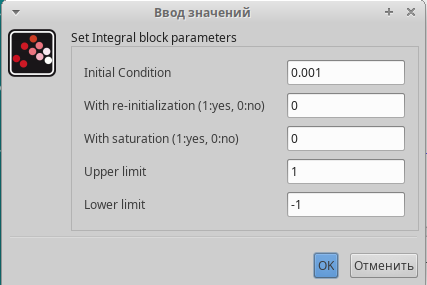 Ввод значений
Set Integral block parameters
Initial Condition 0.001
With re-initialization (1:yes, 0:no) 0
With saturation (1:yes, 0:no) 0
Upper limit 1
Lower limit -1
OK Отменить